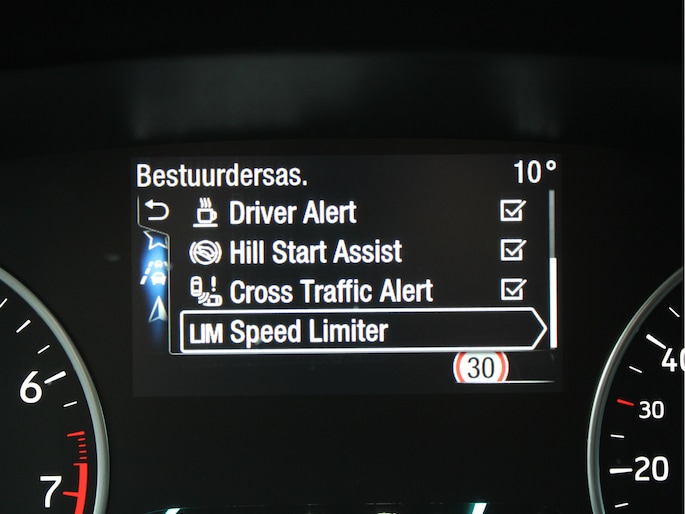 Bestuurdersas. 10°
Driver Alert
Hill Start Assist
Cross Traffic Alert
LIM Speed Limiter
30
6
7
40
30
20